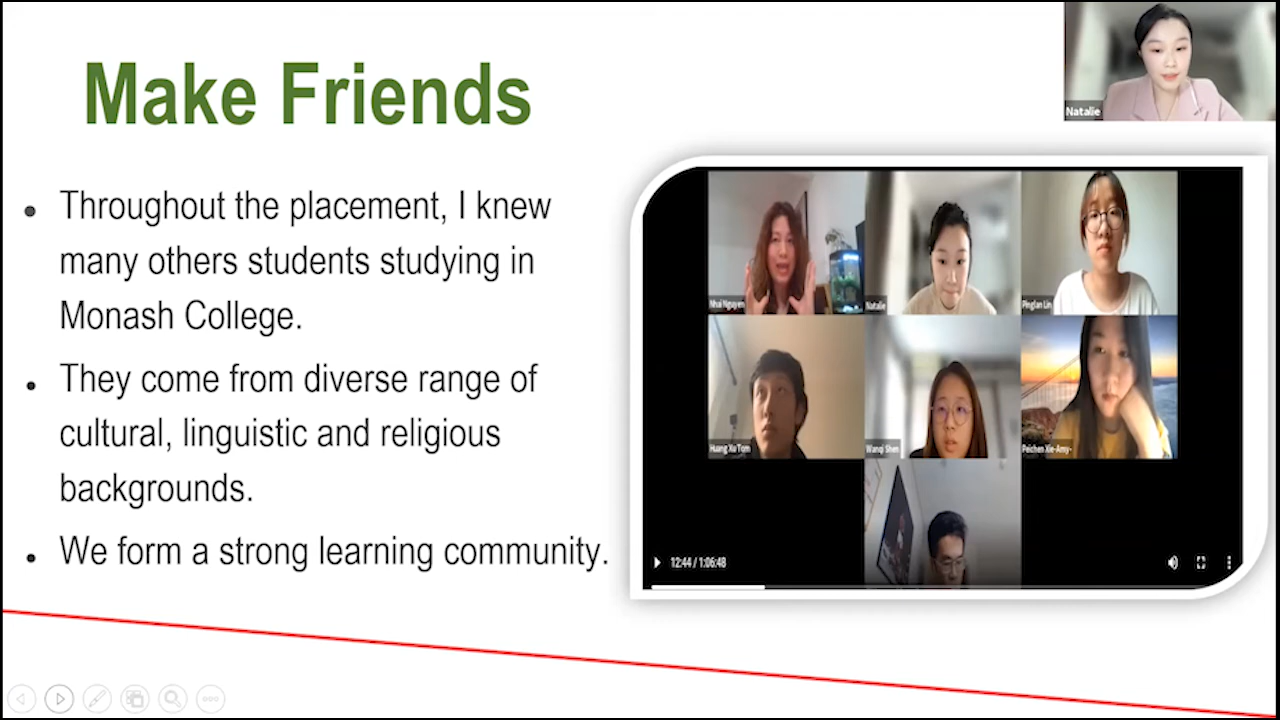 Make Friends
Natalie
Throughout the placement, I knew
many others students studying in
Monash College.
They come from diverse range of
cultural, linguistic and religious
backgrounds.
We form a strong learning community.
Nhai Nguyen
Natalie
Pinglan Lin
Huang Xu Tom
Wanqi Shen
Peichen Xie-Amy-
12:44 / 1:06:48